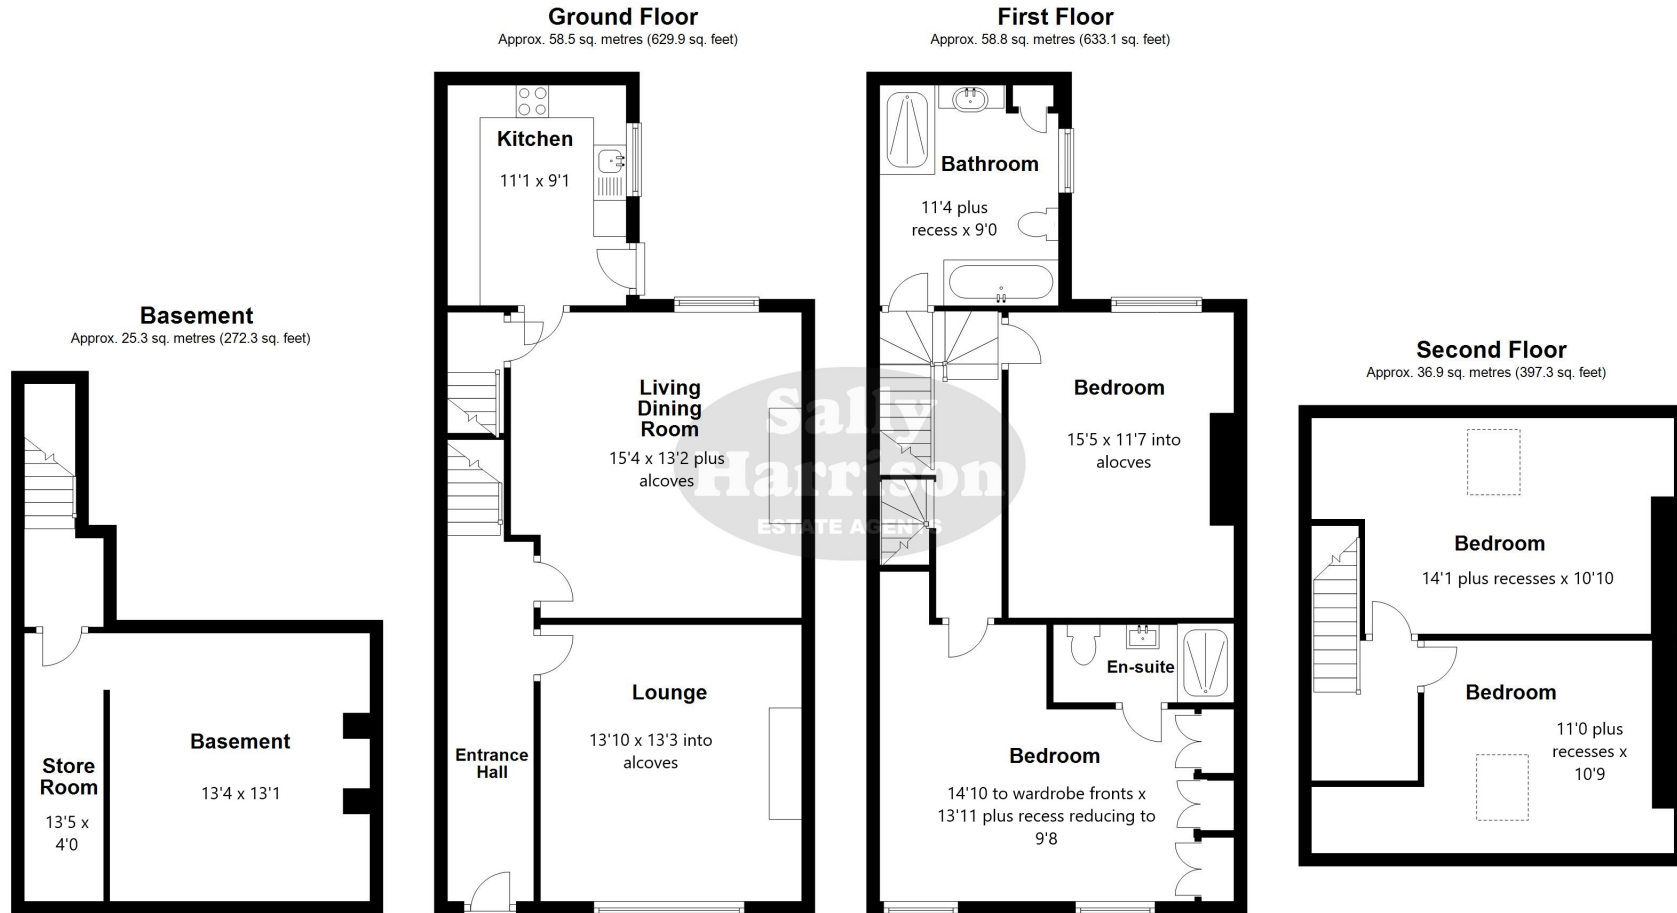 Ground Floor
Approx. 58.5 sq. metres (629.9 sq. feet)
Kitchen
11'1 x 9'1
Living
Dining
Room
15'4 x 13'2 plus
alcoves
Lounge
13'10 x 13'3 into
alcoves
Entrance
Hall
First Floor
Approx. 58.8 sq. metres (633.1 sq. feet)
Bathroom
11'4 plus
recess x 9'0
Bedroom
15'5 x 11'7 into
alocves
En-suite
Bedroom
14'10 to wardrobe fronts x
13'11 plus recess reducing to
9'8
Basement
Approx. 25.3 sq. metres (272.3 sq. feet)
Basement
13'4 x 13'1
Store
Room
13'5 x
4'0
Second Floor
Approx. 36.9 sq. metres (397.3 sq. feet)
Bedroom
14'1 plus recesses x 10'10
Bedroom
11'0 plus
recesses x
10'9
Sally
Harrison
ESTATE AGENTS